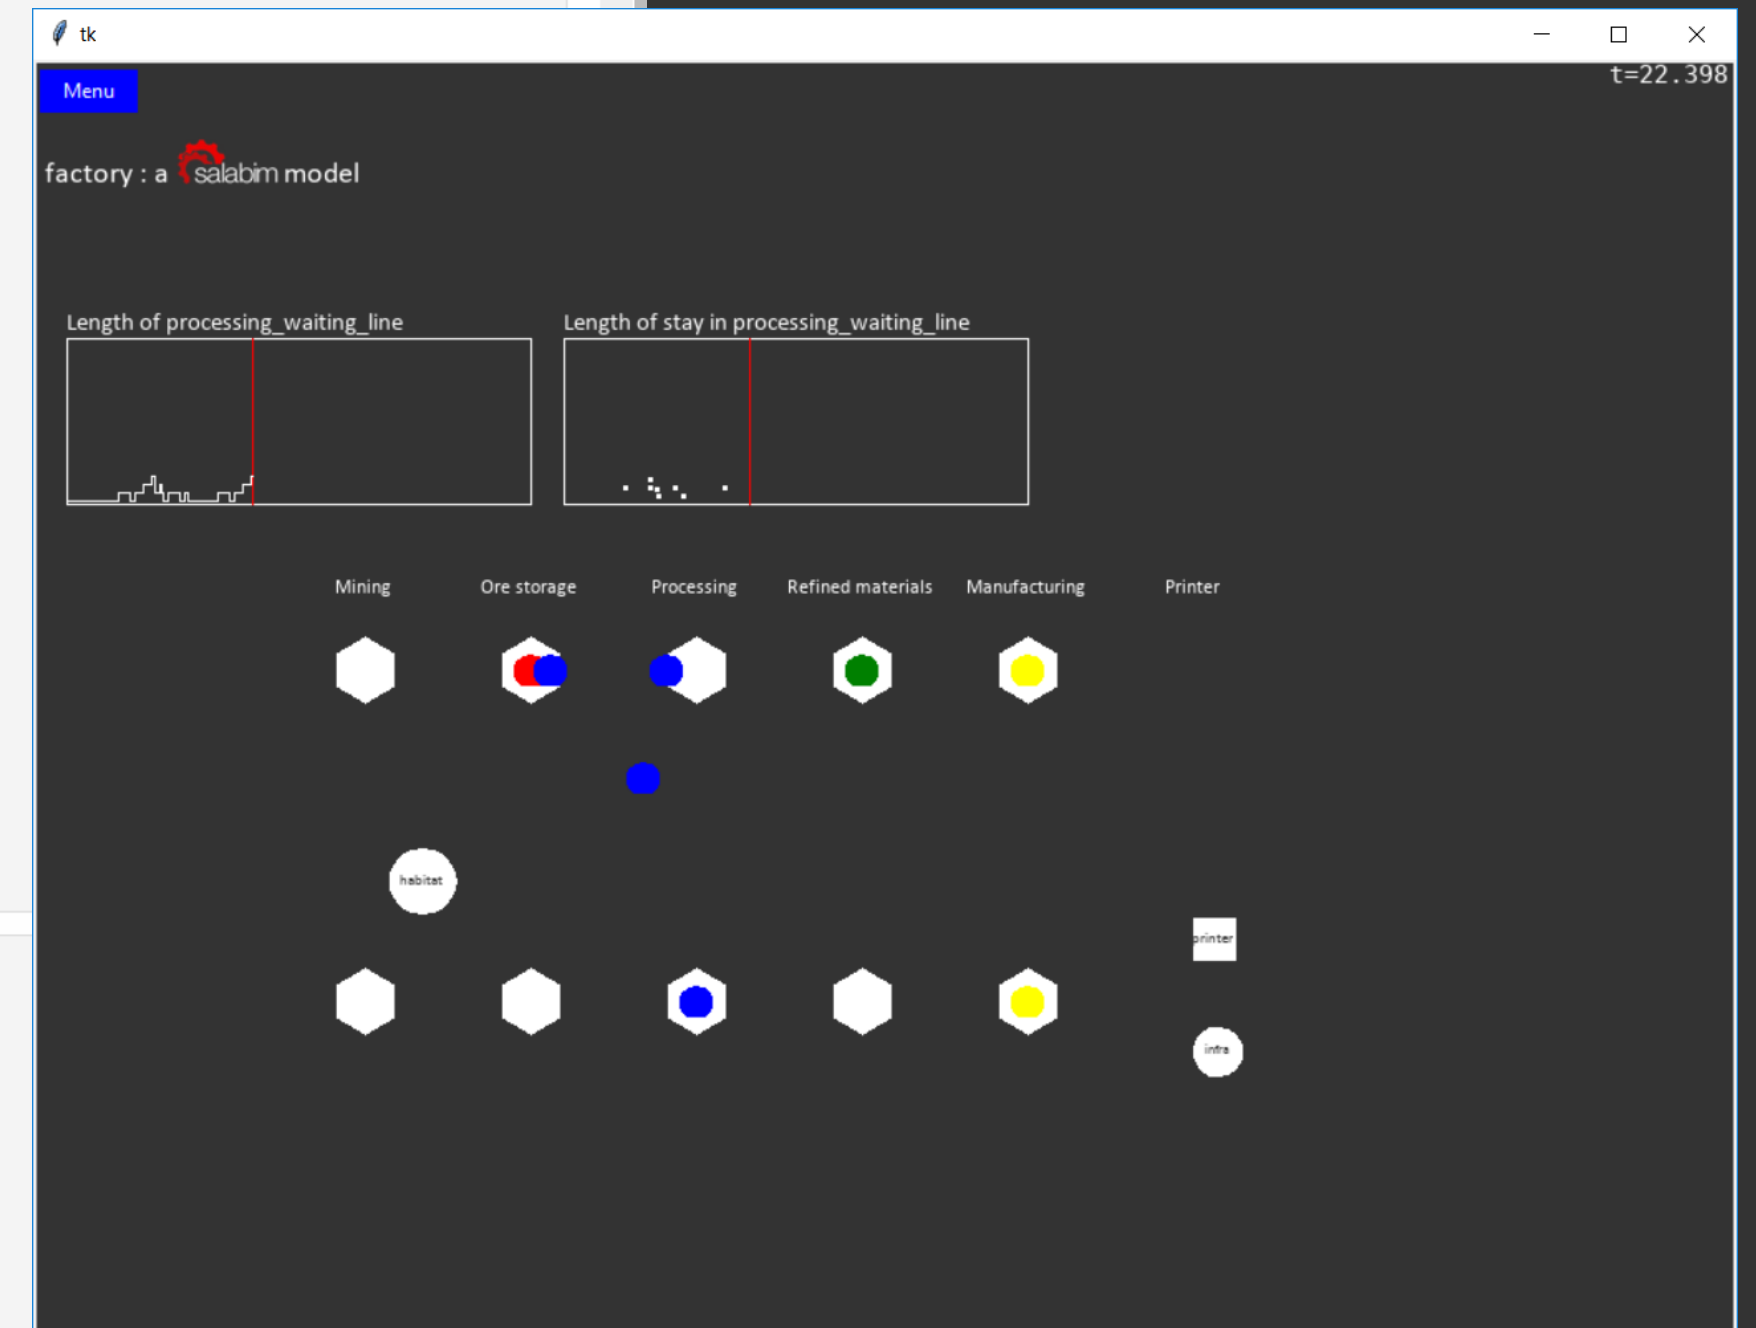 tk
Menu
t=22.398
factory : a salabim model
Length of processing_waiting_line
Length of stay in processing_waiting_line
Mining
Ore storage
Processing
Refined materials
Manufacturing
Printer
habitat
printer
infra